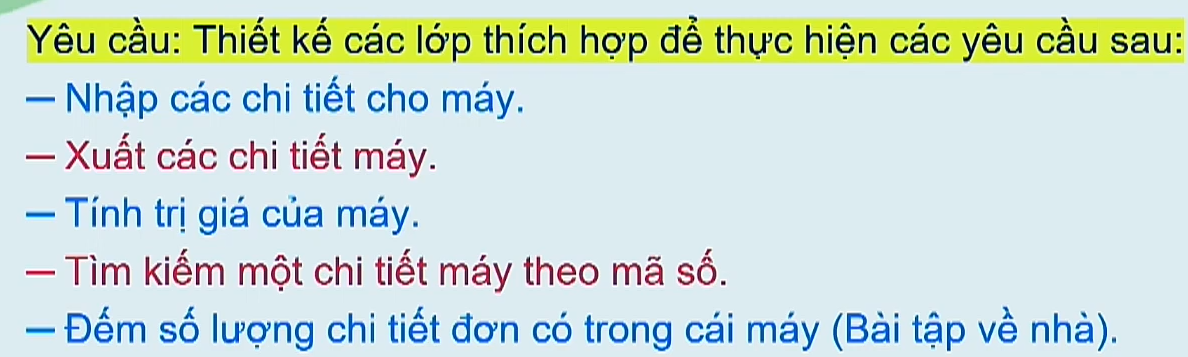 Yêu cầu: Thiết kế các lớp thích hợp để thực hiện các yêu cầu sau:
— Nhập các chi tiết cho máy.
— Xuất các chi tiết máy.
— Tính trị giá của máy.
— Tìm kiếm một chi tiết máy theo mã số.
— Đếm số lượng chi tiết đơn có trong cái máy (Bài tập về nhà).